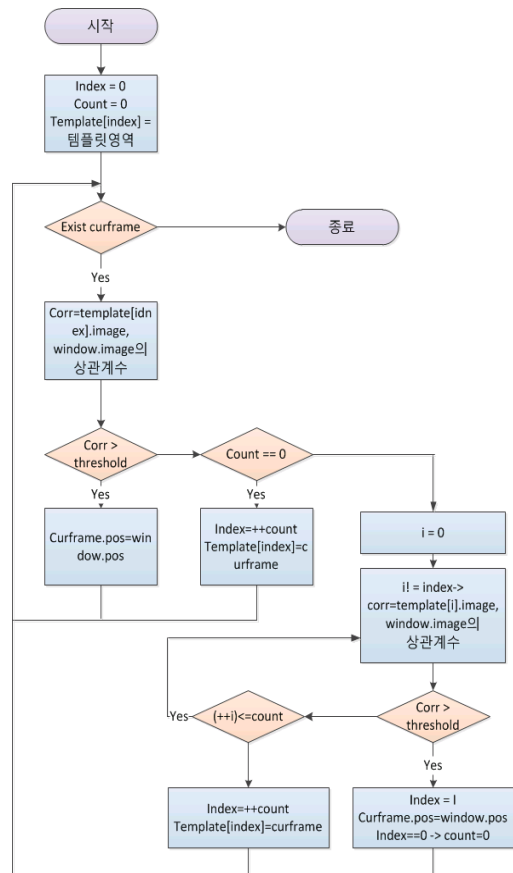 시작
Index = 0
Count = 0
Template[index] =
템플릿영역
Exist curframe
종료
Yes
Corr=template[idn
ex].image,
window.image의
상관계수
Corr >
threshold
Count == 0
Yes
Yes
Curframe.pos=win
dow.pos
Index=++count
Template[index]=c
urframe
i = 0
i! = index->
corr=template[i].image,
window.image의
상관계수
Corr >
threshold
(++i)<=count
Yes
Yes
Index=++count
Template[index]=curframe
Index = I
Curframe.pos=window.pos
Index==0 -> count=0